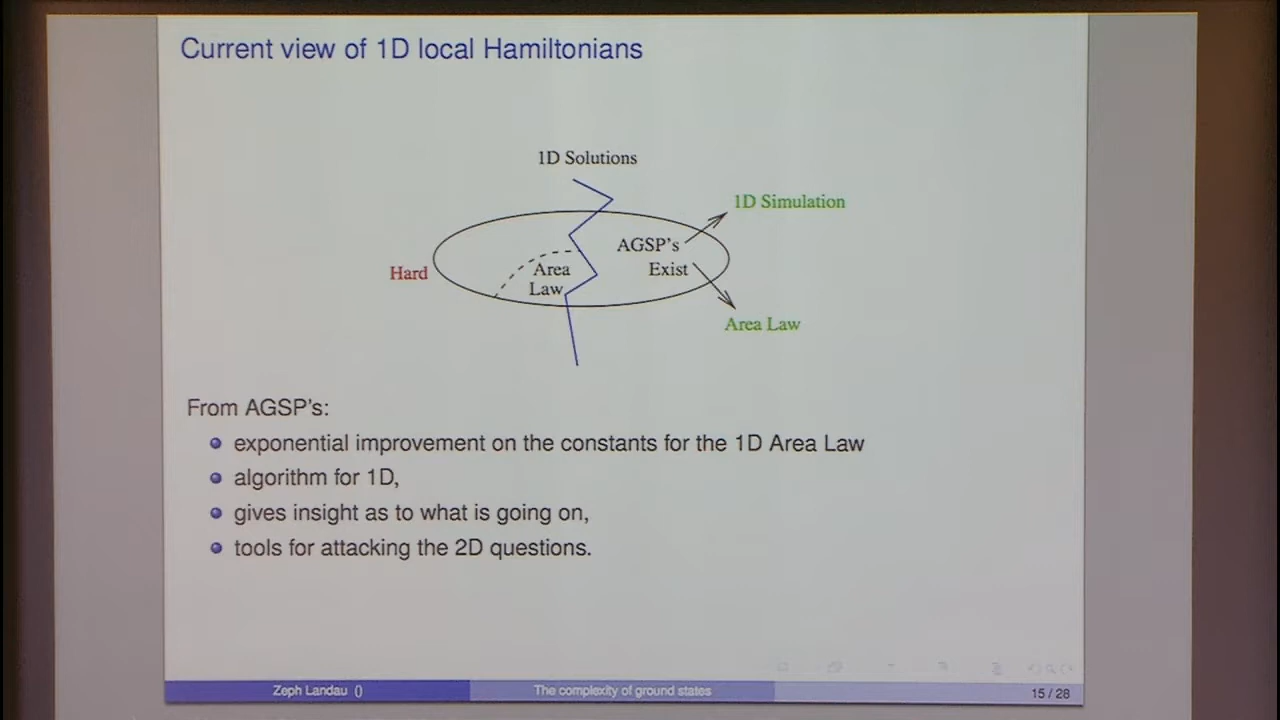 Current view of 1D local Hamiltonians
1D Solutions
1D Simulation
AGSP's
Exist
Hard
Area
Law
Area Law
From AGSP's:
exponential improvement on the constants for the 1D Area Law
algorithm for 1D,
gives insight as to what is going on,
tools for attacking the 2D questions.
Zeph Landau ()
The complexity of ground states
15 / 28